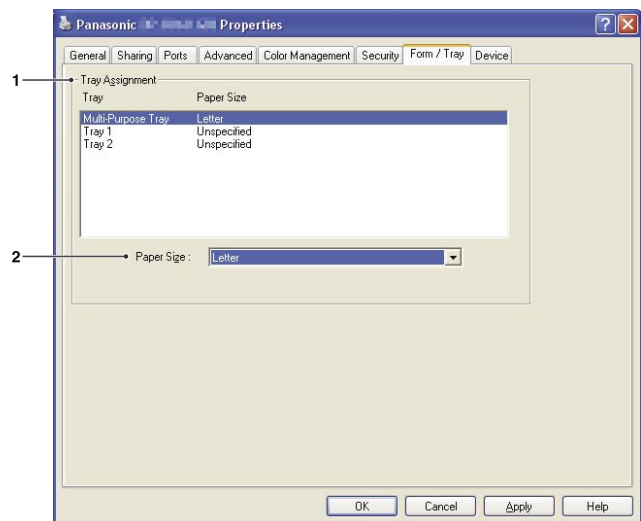 Panasonic Properties
General Sharing Ports Advanced Color Management Security Form / Tray Device
1
Tray Assignment
Tray Paper Size
Multi-Purpose Tray Letter
Tray 1 Unspecified
Tray 2 Unspecified
2
Paper Size : Letter
OK Cancel Apply Help